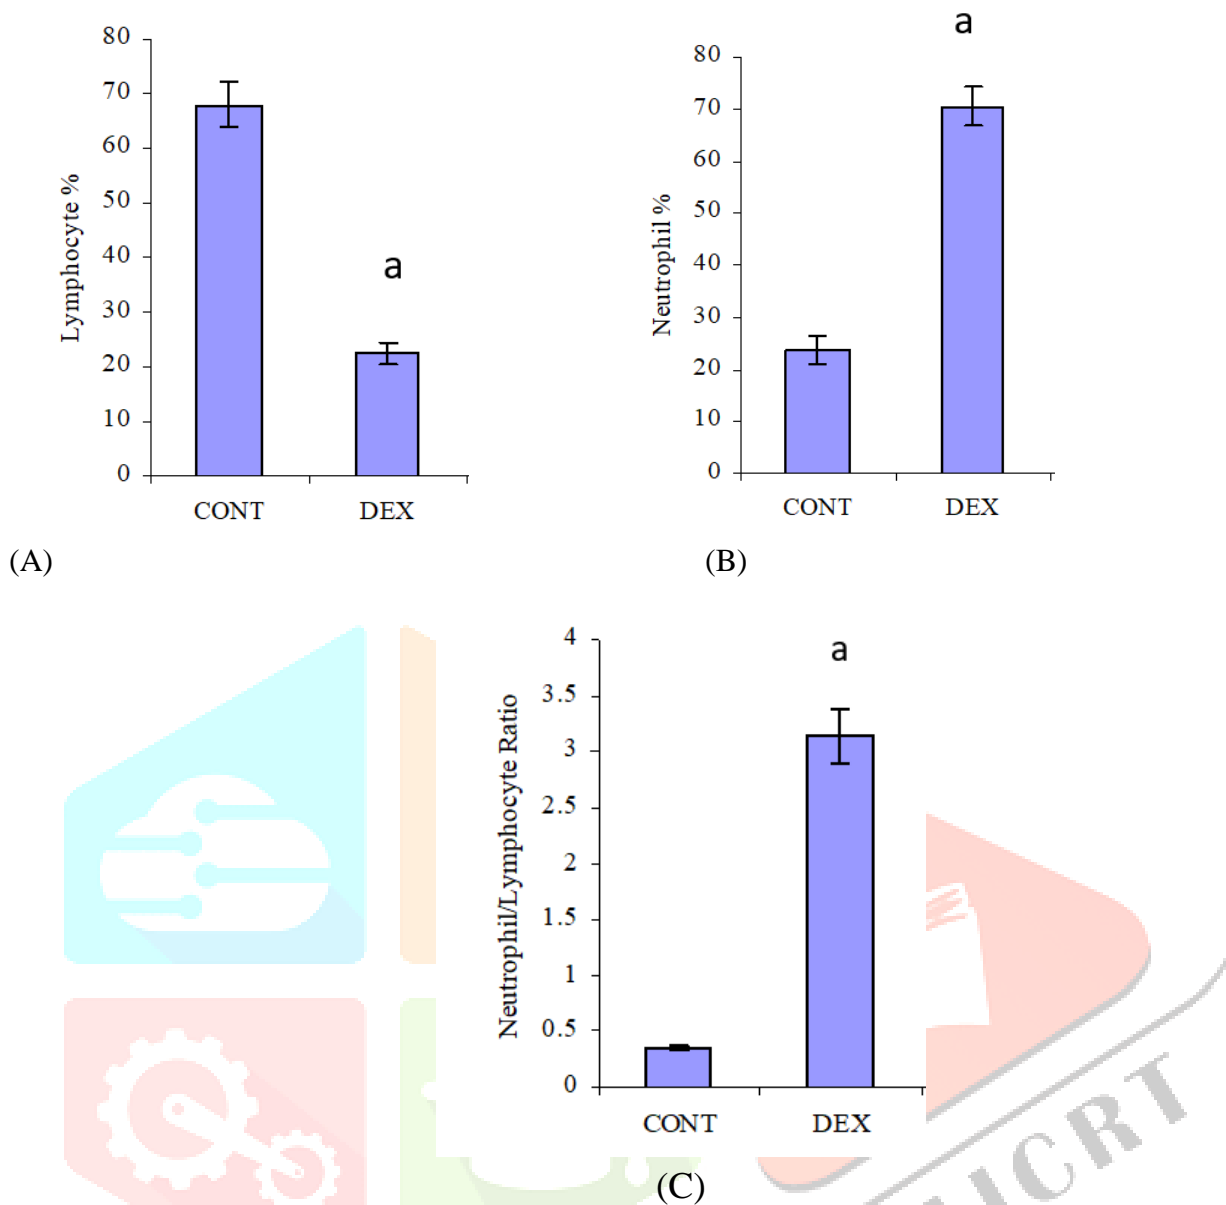 80
70
60
50
40
30
20
10
0
Lymphocyte %
a
CONT DEX
(A)
a
80
70
60
50
40
30
20
10
0
Neutrophil %
CONT DEX
(B)
4
3.5
3
2.5
2
1.5
1
0.5
0
Neutrophil/Lymphocyte Ratio
a
CONT DEX
(C)
IJCRT